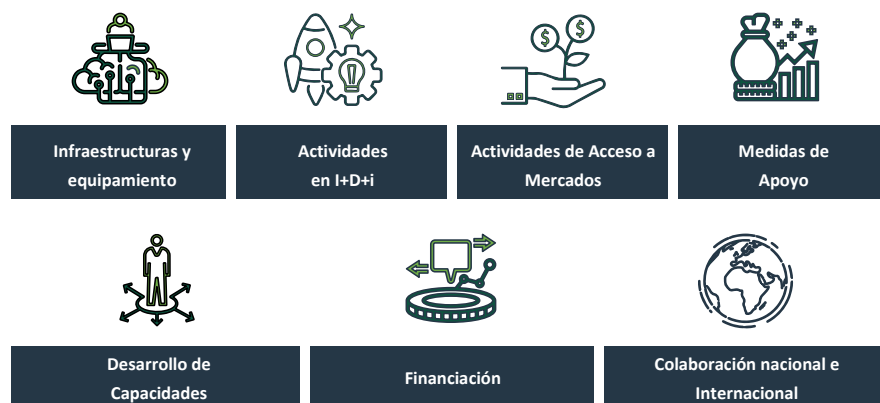 Infraestructuras y
equipamiento
Actividades
en I+D+i
Actividades de Acceso a
Mercados
Medidas de
Apoyo
Desarrollo de
Capacidades
Financiación
Colaboración nacional e
Internacional